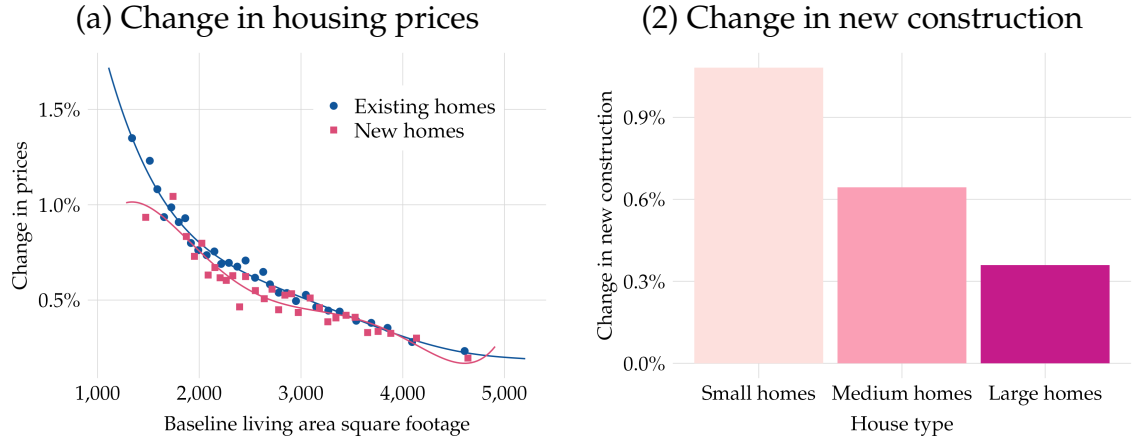 (a) Change in housing prices
Change in prices
1.5%
1.0%
0.5%
Existing homes
New homes
1,000 2,000 3,000 4,000 5,000
Baseline living area square footage
(2) Change in new construction
Change in new construction
0.9%
0.6%
0.3%
0.0%
Small homes Medium homes Large homes
House type